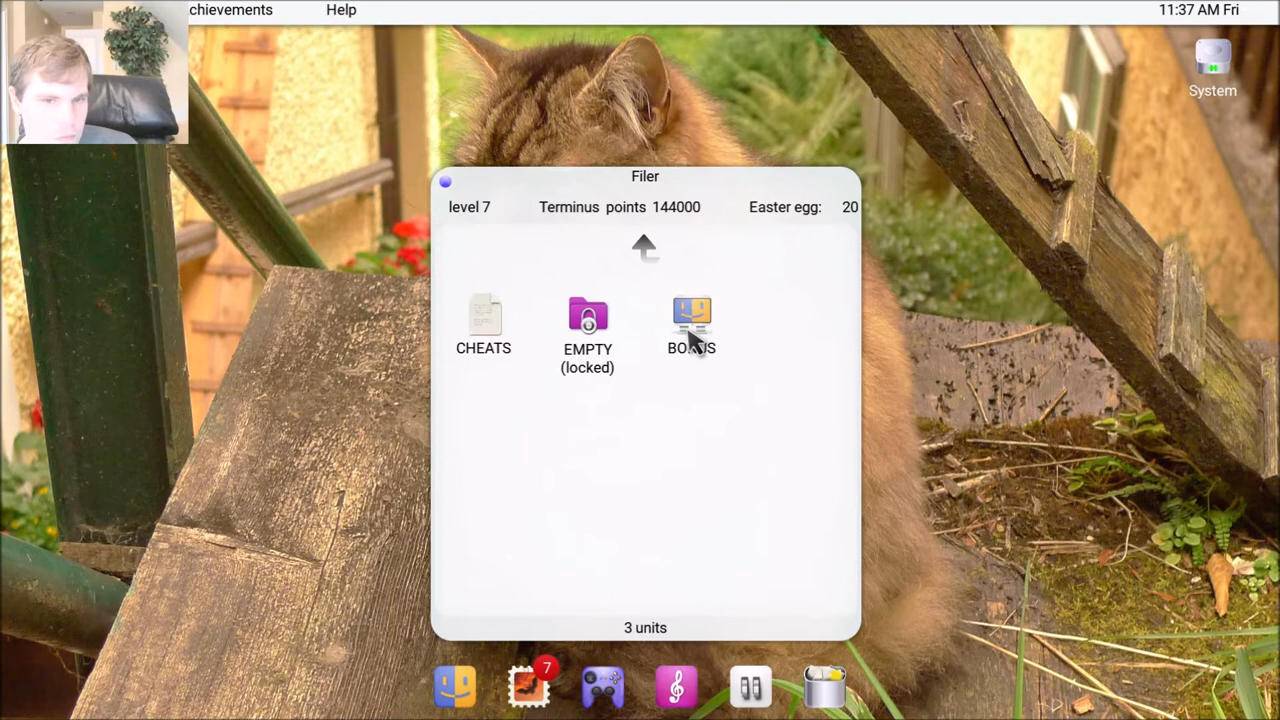 chievements Help 11:37 AM Fri
System
Filer
level 7 Terminus points 144000 Easter egg: 20
CHEATS
EMPTY
(locked)
3 units
7